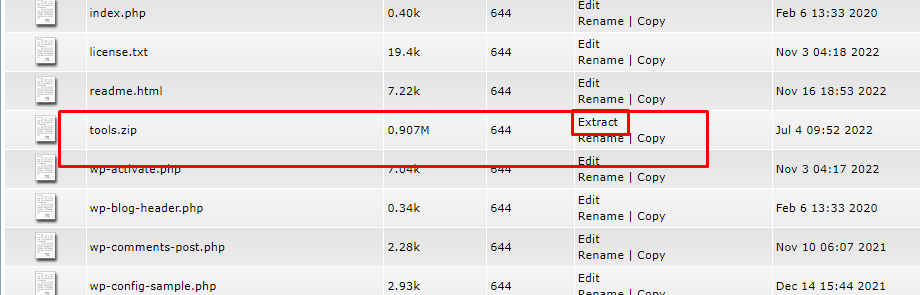 Edit
index.php 0.40k 644 Rename | Copy Feb 6 13:33 2020
Edit
license.txt 19.4k 644 Rename | Copy Nov 3 04:18 2022
Edit
readme.html 7.22k 644 Rename | Copy Nov 16 18:53 2022
Extract
tools.zip 0.907M 644 Rename | Copy Jul 4 09:52 2022
Edit
wp-activate.php 7.04k 644 Rename | Copy Nov 3 04:17 2022
Edit
wp-blog-header.php 0.34k 644 Rename | Copy Feb 6 13:33 2020
Edit
wp-comments-post.php 2.28k 644 Rename | Copy Nov 10 06:07 2021
Edit
wp-config-sample.php 2.93k 644 Rename | Copy Dec 14 15:44 2021